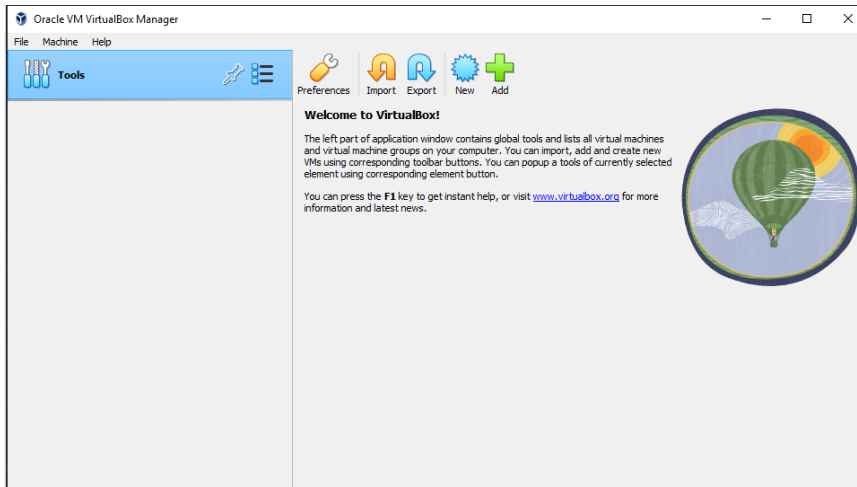 Oracle VM VirtualBox Manager
File Machine Help
Tools
Preferences Import Export New Add
Welcome to VirtualBox!
The left part of application window contains global tools and lists all virtual machines
and virtual machine groups on your computer. You can import, add and create new
VMs using corresponding toolbar buttons. You can popup a tools of currently selected
element using corresponding element button.
You can press the F1 key to get instant help, or visit www.virtualbox.org for more
information and latest news.